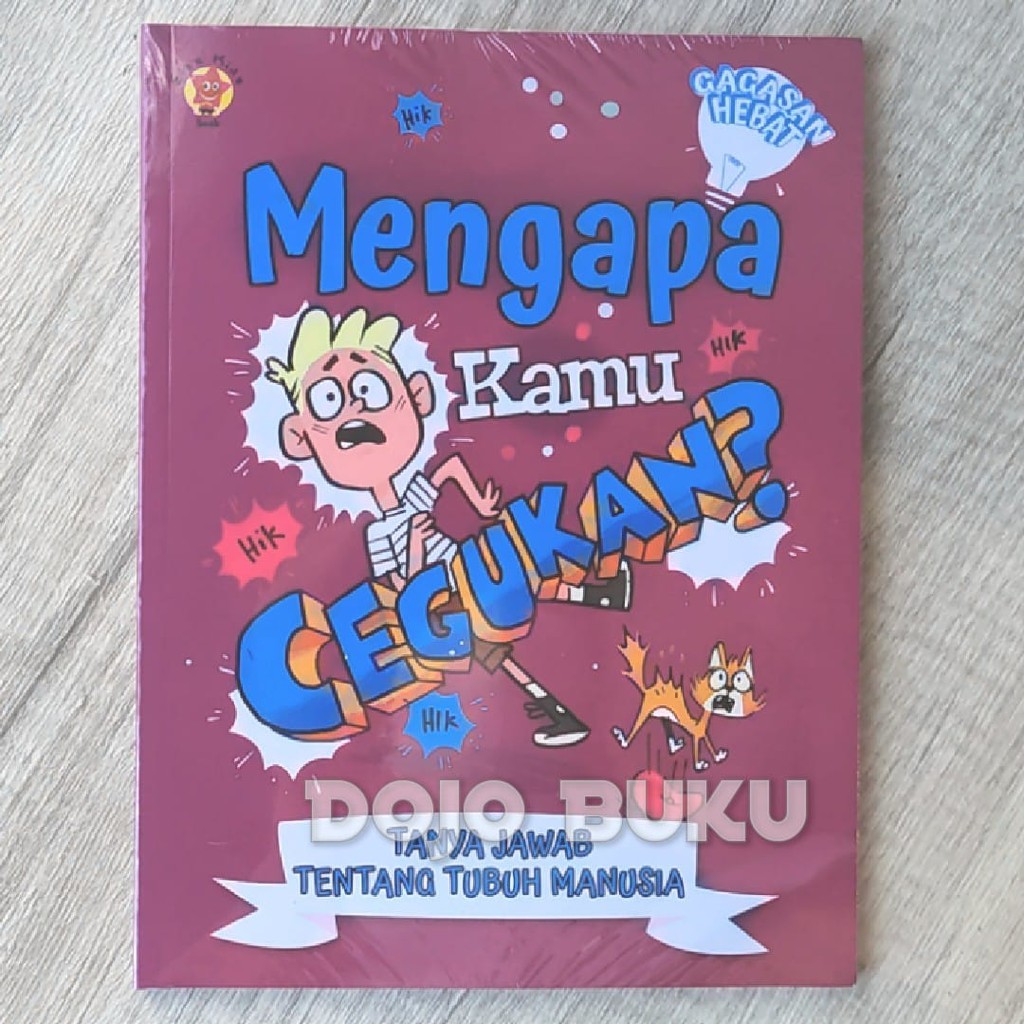 Hik
GAGASAN
HEBAT
Mengapa
Kamu
HIK
CEGUKAN?
Hik
HIK
DOJO BUKU
TANYA JAWAB
TENTANG TUBUH MANUSIA